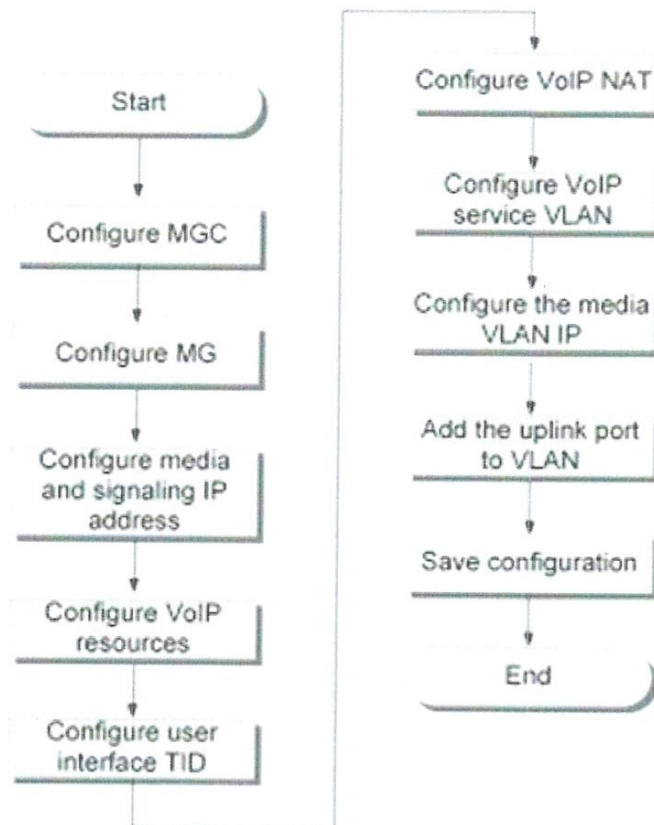 Start
Configure MGC
Configure MG
Configure media
and signaling IP
address
Configure VoIP
resources
Configure user
interface TID
Configure VoIP NAT
Configure VoIP
service VLAN
Configure the media
VLAN IP
Add the uplink port
to VLAN
Save configuration
End